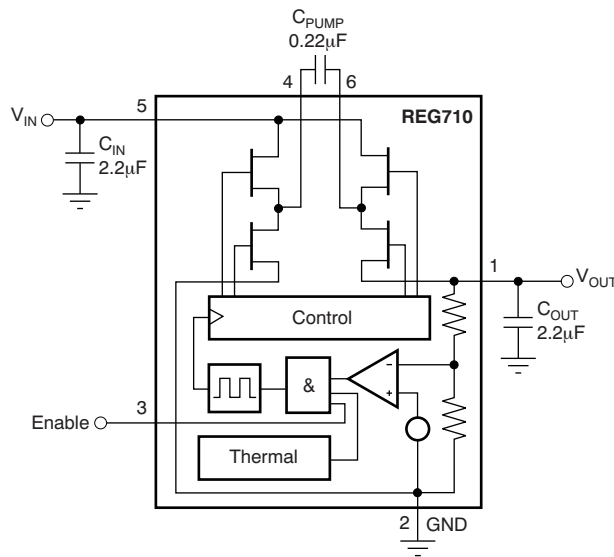 C_PUMP
0.22μF
4 6
5
REG710
V_IN
C_IN
2.2μF
1
V_OUT
C_OUT
2.2μF
Control
&
−
+
3
Enable
Thermal
2 GND